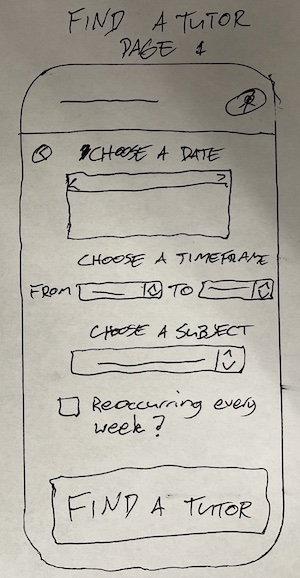 FIND A TUTOR
PAGE 1
CHOOSE A DATE
CHOOSE A TIMEFRAME
FROM TO
CHOOSE A SUBJECT
Reoccurring every
week?
FIND A TUTOR